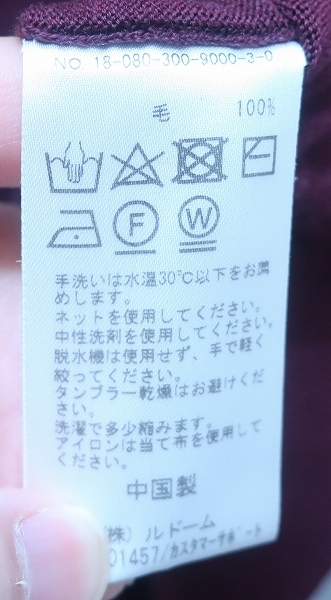 NO. 18-080-300-9000-3-0
毛 100%
F W
手洗いは水温30℃以下をお薦
めします。
ネットを使用してください。
中性洗剤を使用してください。
脱水機は使用せず、手で軽く
絞ってください。
タンブラー乾燥はお避けくだ
さい。
洗濯で多少縮みます。
アイロンは当て布を使用して
ください。
中国製
(株) ルドーム
01457/カスタマーサポート